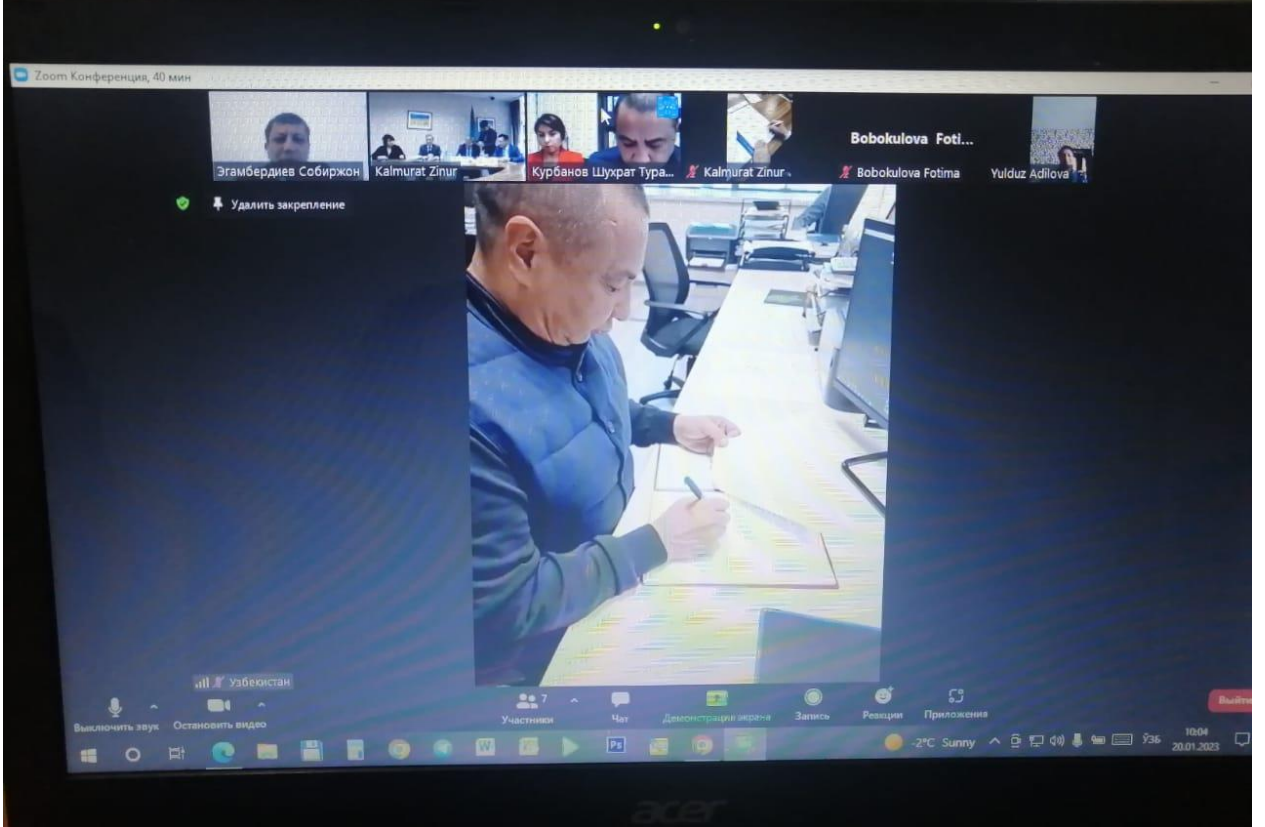 Zoom Конференция, 40 мин
Bobokulova Foti...
Эгамбердиев Собиржон
Kalmurat Zinur
Курбанов Шухрат Тура...
Kalmurat Zinur
Bobokulova Fotima
Yulduz Adilova
Удалить закрепление
Узбекистан
7
Выключить звук
Остановить видео
Участники
Чат
Демонстрация экрана
Запись
Реакции
Приложения
W
Ps
-2°C Sunny
ЎЗБ
10:04
20.01.2023
acer